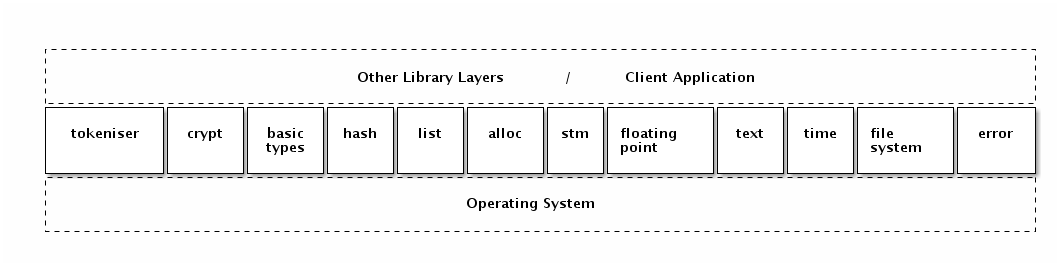 Other Library Layers / Client Application
tokeniser
crypt
basic
types
hash
list
alloc
stm
floating
point
text
time
file
system
error
Operating System